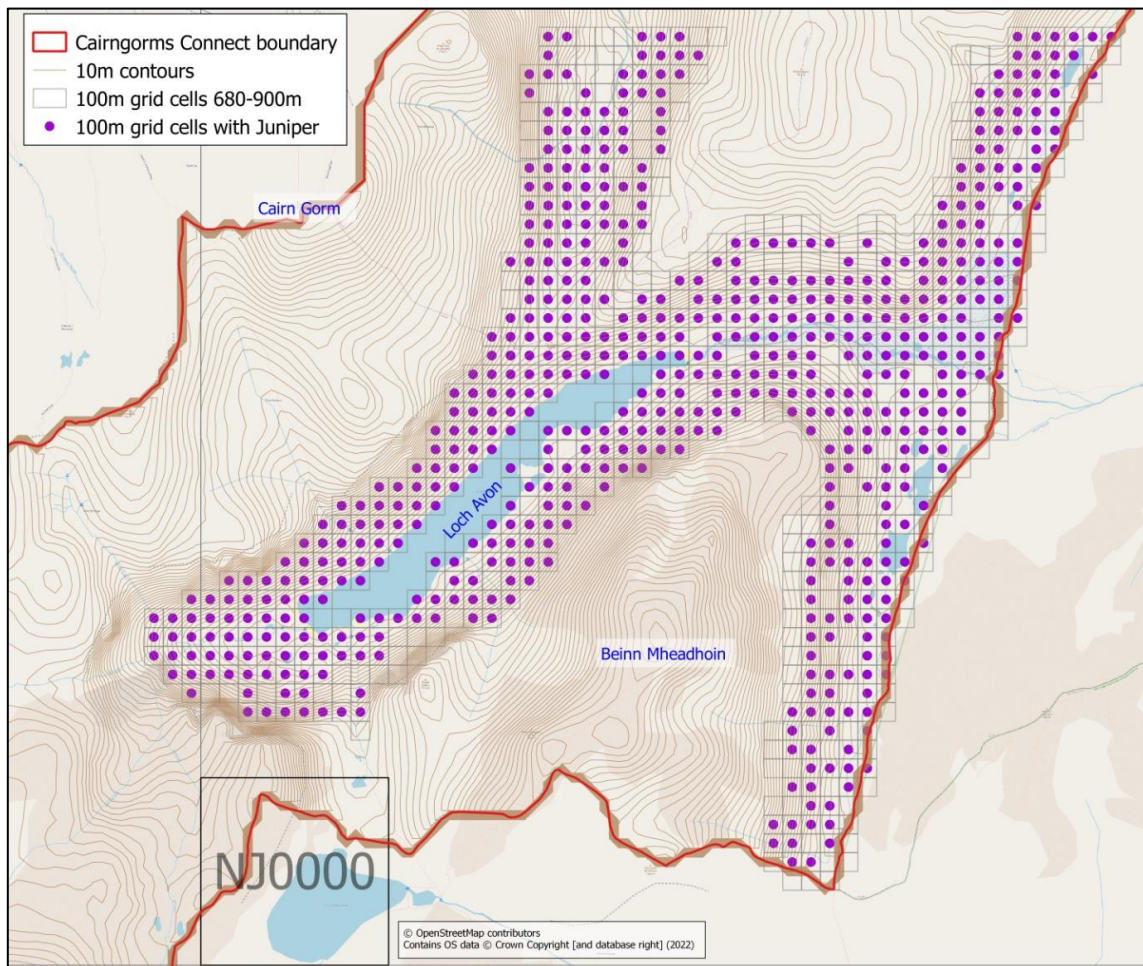 Cairngorms Connect boundary
10m contours
100m grid cells 680-900m
100m grid cells with Juniper
Cairn Gorm
Loch Avon
Beinn Mheadhoin
NJ0000
© OpenStreetMap contributors
Contains OS data © Crown Copyright [and database right] (2022)